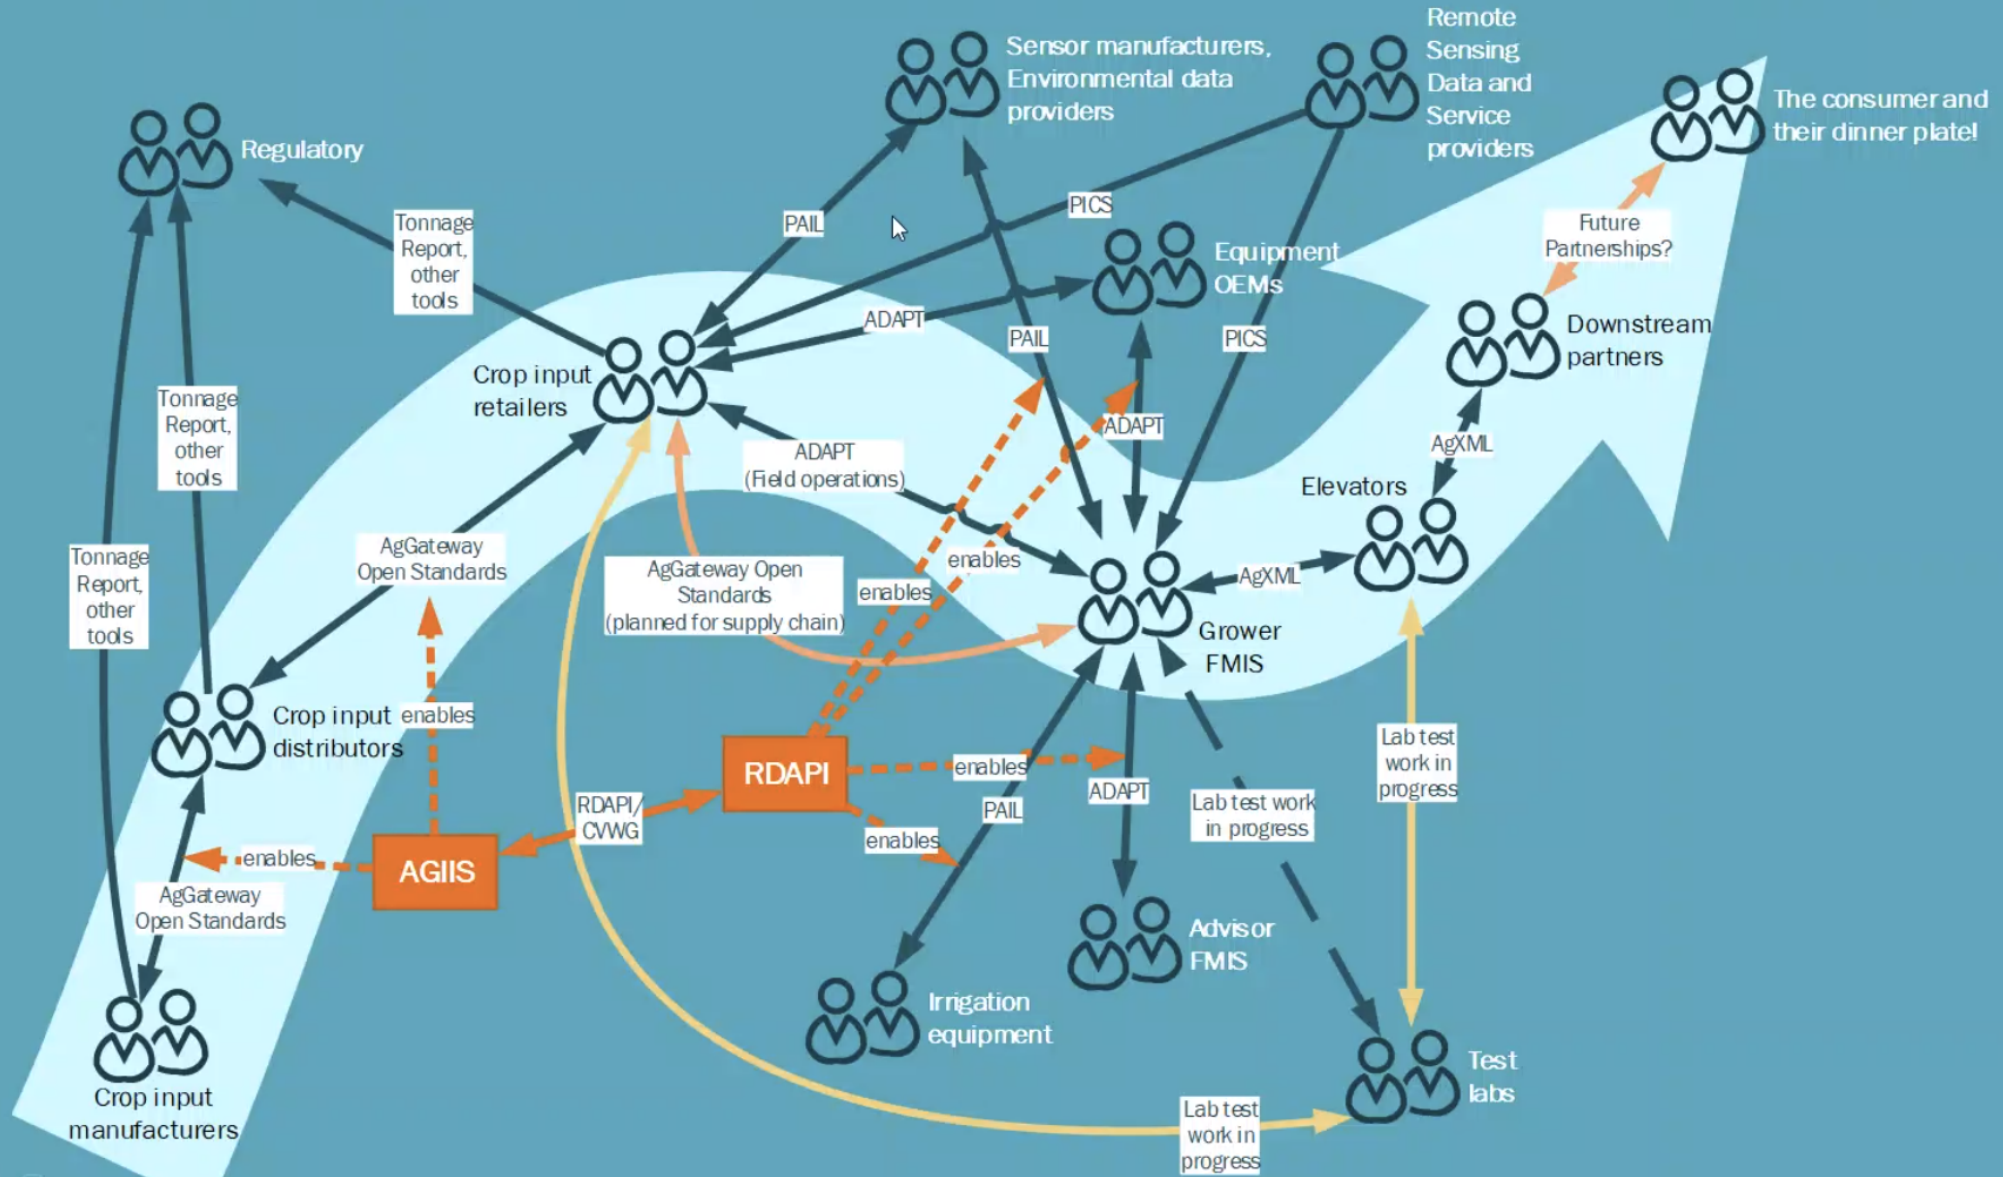 Remote
Sensing
Data and
Service
providers
Sensor manufacturers,
Environmental data
providers
The consumer and
their dinner plate!
Regulatory
Tonnage
Report,
other
tools
PAIL
PICS
Future
Partnerships?
Equipment
OEMs
ADAPT
PAIL
PICS
Downstream
partners
Crop input
retailers
Tonnage
Report,
other
tools
ADAPT
AgXML
ADAPT
(Field operations)
Elevators
AgGateway
Open Standards
Tonnage
Report,
other
tools
enables
AgGateway Open
Standards
(planned for supply chain)
enables
AgXML
Grower
FMIS
Crop input
distributors
enables
Lab test
work in
progress
RDAPI
enables
ADAPT
PAIL
Lab test work
in progress
RDAPI/
CVWG
enables
enables
AGIIS
AgGateway
Open Standards
Advisor
FMIS
Irrigation
equipment
Test
labs
Crop input
manufacturers
Lab test
work in
progress